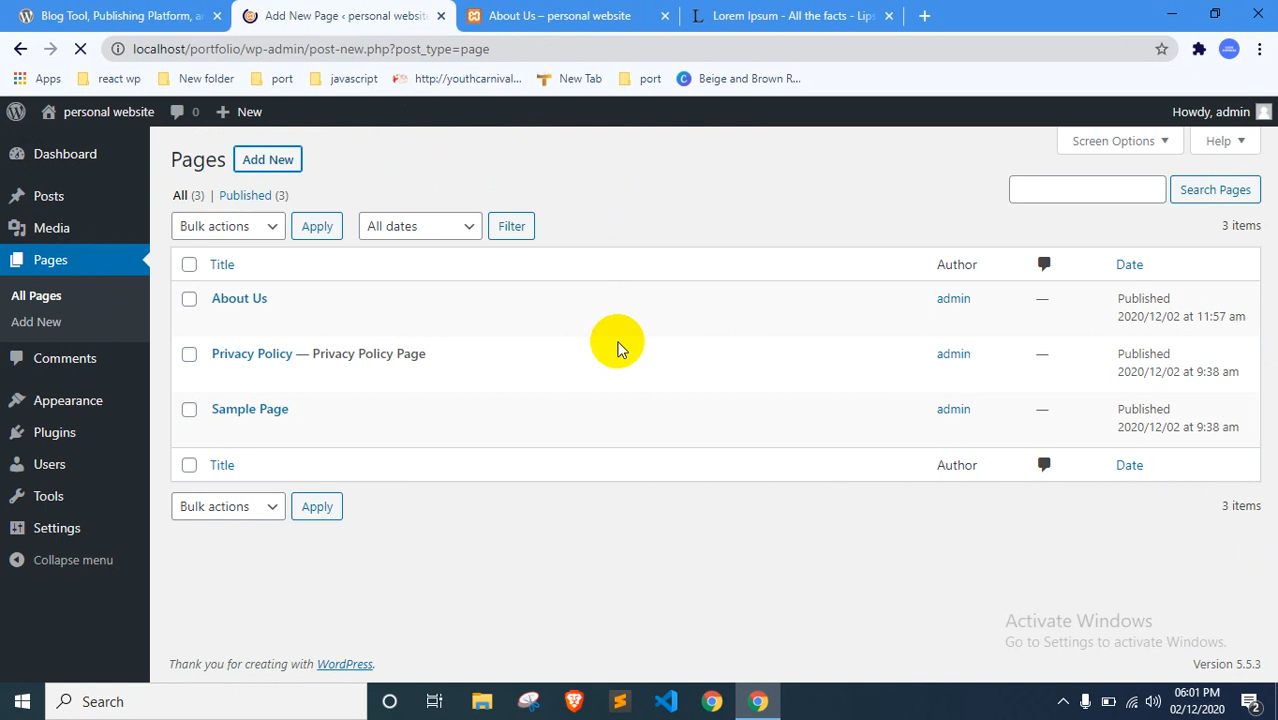 Blog Tool, Publishing Platform, a
Add New Page ‹ personal website
About Us – personal website
Lorem Ipsum - All the facts - Lips
localhost/portfolio/wp-admin/post-new.php?post_type=page
Apps
react wp
New folder
port
javascript
http://youthcarnival...
New Tab
port
Beige and Brown R...
personal website
0
New
Howdy, admin
Dashboard
Posts
Media
Pages
All Pages
Add New
Comments
Appearance
Plugins
Users
Tools
Settings
Collapse menu
Pages
Add New
Screen Options
Help
All (3) | Published (3)
Search Pages
Bulk actions
Apply
All dates
Filter
3 items
Title
Author
Date
About Us
admin
—
Published
2020/12/02 at 11:57 am
Privacy Policy — Privacy Policy Page
admin
—
Published
2020/12/02 at 9:38 am
Sample Page
admin
—
Published
2020/12/02 at 9:38 am
Title
Author
Date
Bulk actions
Apply
3 items
Activate Windows
Go to Settings to activate Windows.
Thank you for creating with WordPress.
Version 5.5.3
Search
06:01 PM
02/12/2020
2